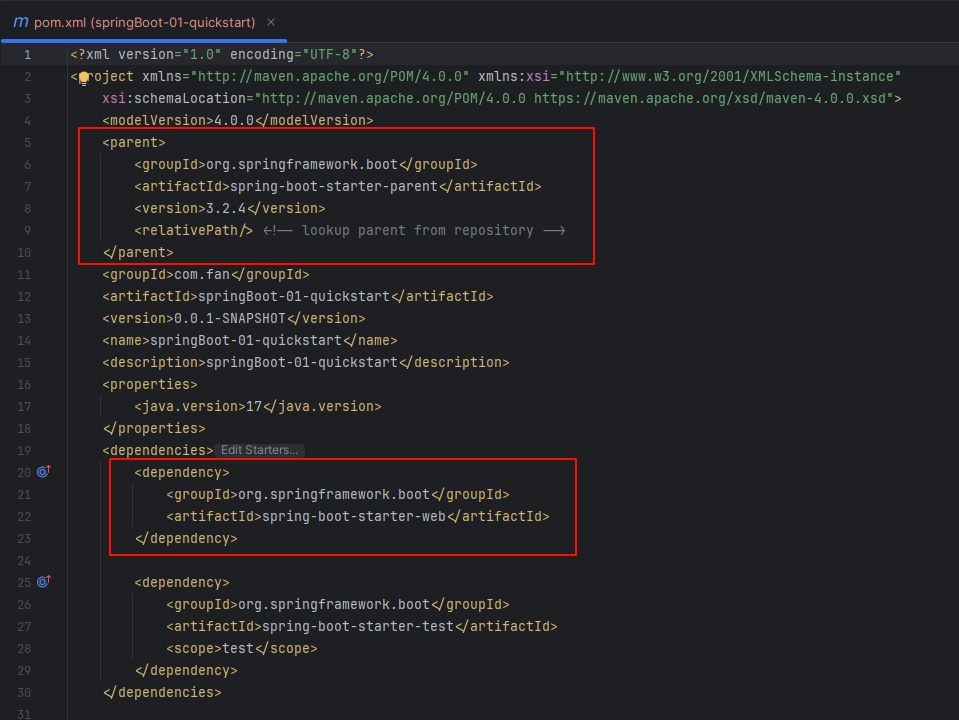 m pom.xml (springBoot-01-quickstart) ×
1 <?xml version="1.0" encoding="UTF-8"?>
2 <project xmlns="http://maven.apache.org/POM/4.0.0" xmlns:xsi="http://www.w3.org/2001/XMLSchema-instance"
3 xsi:schemaLocation="http://maven.apache.org/POM/4.0.0 https://maven.apache.org/xsd/maven-4.0.0.xsd">
4 <modelVersion>4.0.0</modelVersion>
5 <parent>
6 <groupId>org.springframework.boot</groupId>
7 <artifactId>spring-boot-starter-parent</artifactId>
8 <version>3.2.4</version>
9 <relativePath/> <!-- lookup parent from repository -->
10 </parent>
11 <groupId>com.fan</groupId>
12 <artifactId>springBoot-01-quickstart</artifactId>
13 <version>0.0.1-SNAPSHOT</version>
14 <name>springBoot-01-quickstart</name>
15 <description>springBoot-01-quickstart</description>
16 <properties>
17 <java.version>17</java.version>
18 </properties>
19 <dependencies> Edit Starters...
20 <dependency>
21 <groupId>org.springframework.boot</groupId>
22 <artifactId>spring-boot-starter-web</artifactId>
23 </dependency>
24
25 <dependency>
26 <groupId>org.springframework.boot</groupId>
27 <artifactId>spring-boot-starter-test</artifactId>
28 <scope>test</scope>
29 </dependency>
30 </dependencies>
31